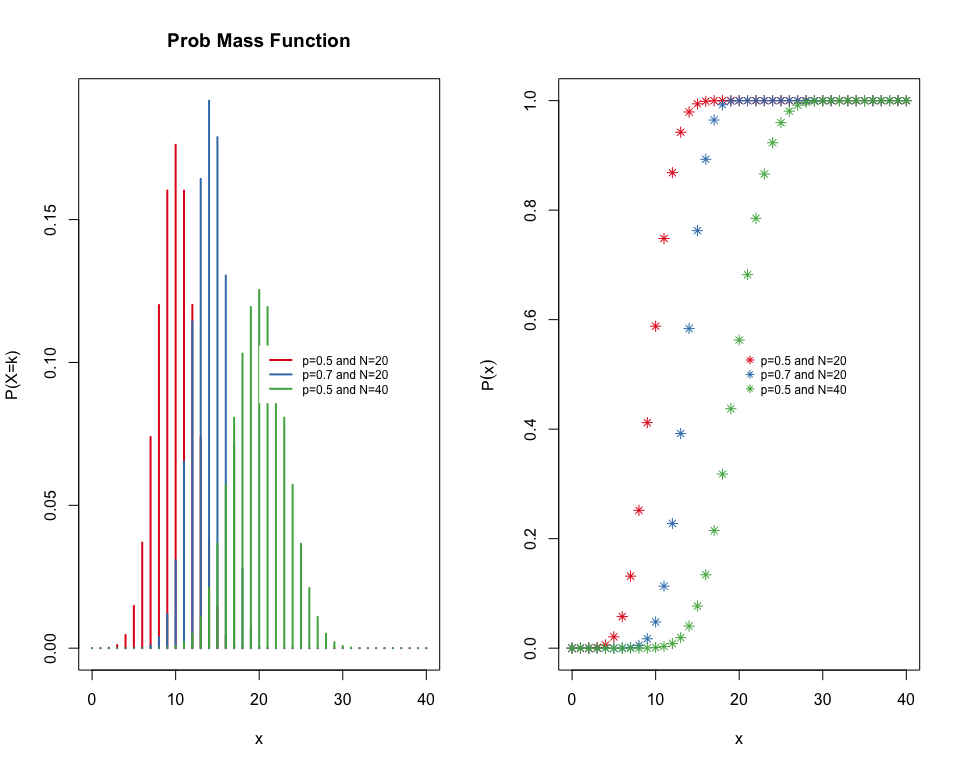 Prob Mass Function
P(X=k)
0.15
0.10
0.05
0.00
p=0.5 and N=20
p=0.7 and N=20
p=0.5 and N=40
0 10 20 30 40
x
P(x)
1.0
0.8
0.6
0.4
0.2
0.0
p=0.5 and N=20
p=0.7 and N=20
p=0.5 and N=40
0 10 20 30 40
x